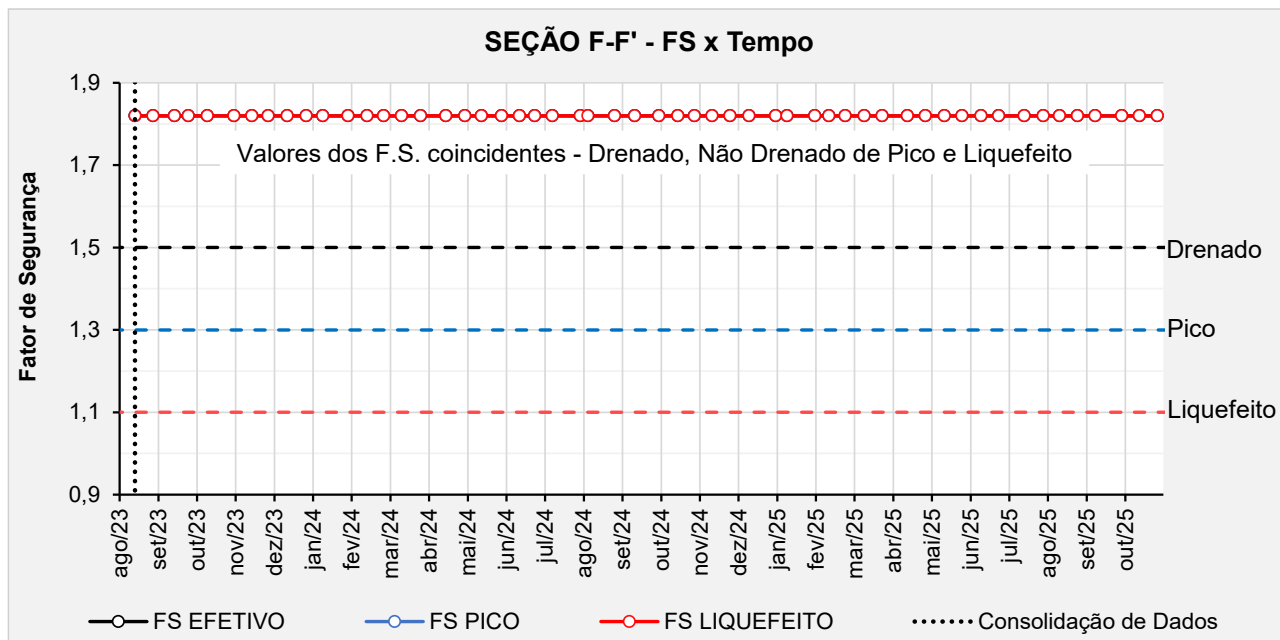 SEÇÃO F-F' - FS x Tempo
Fator de Segurança
1,9
1,7
1,5
1,3
1,1
0,9
Valores dos F.S. coincidentes - Drenado, Não Drenado de Pico e Liquefeito
Drenado
Pico
Liquefeito
ago/23
set/23
out/23
nov/23
dez/23
jan/24
fev/24
mar/24
abr/24
mai/24
jun/24
jul/24
ago/24
set/24
out/24
nov/24
dez/24
jan/25
fev/25
mar/25
abr/25
mai/25
jun/25
jul/25
ago/25
set/25
out/25
FS EFETIVO
FS PICO
FS LIQUEFEITO
Consolidação de Dados